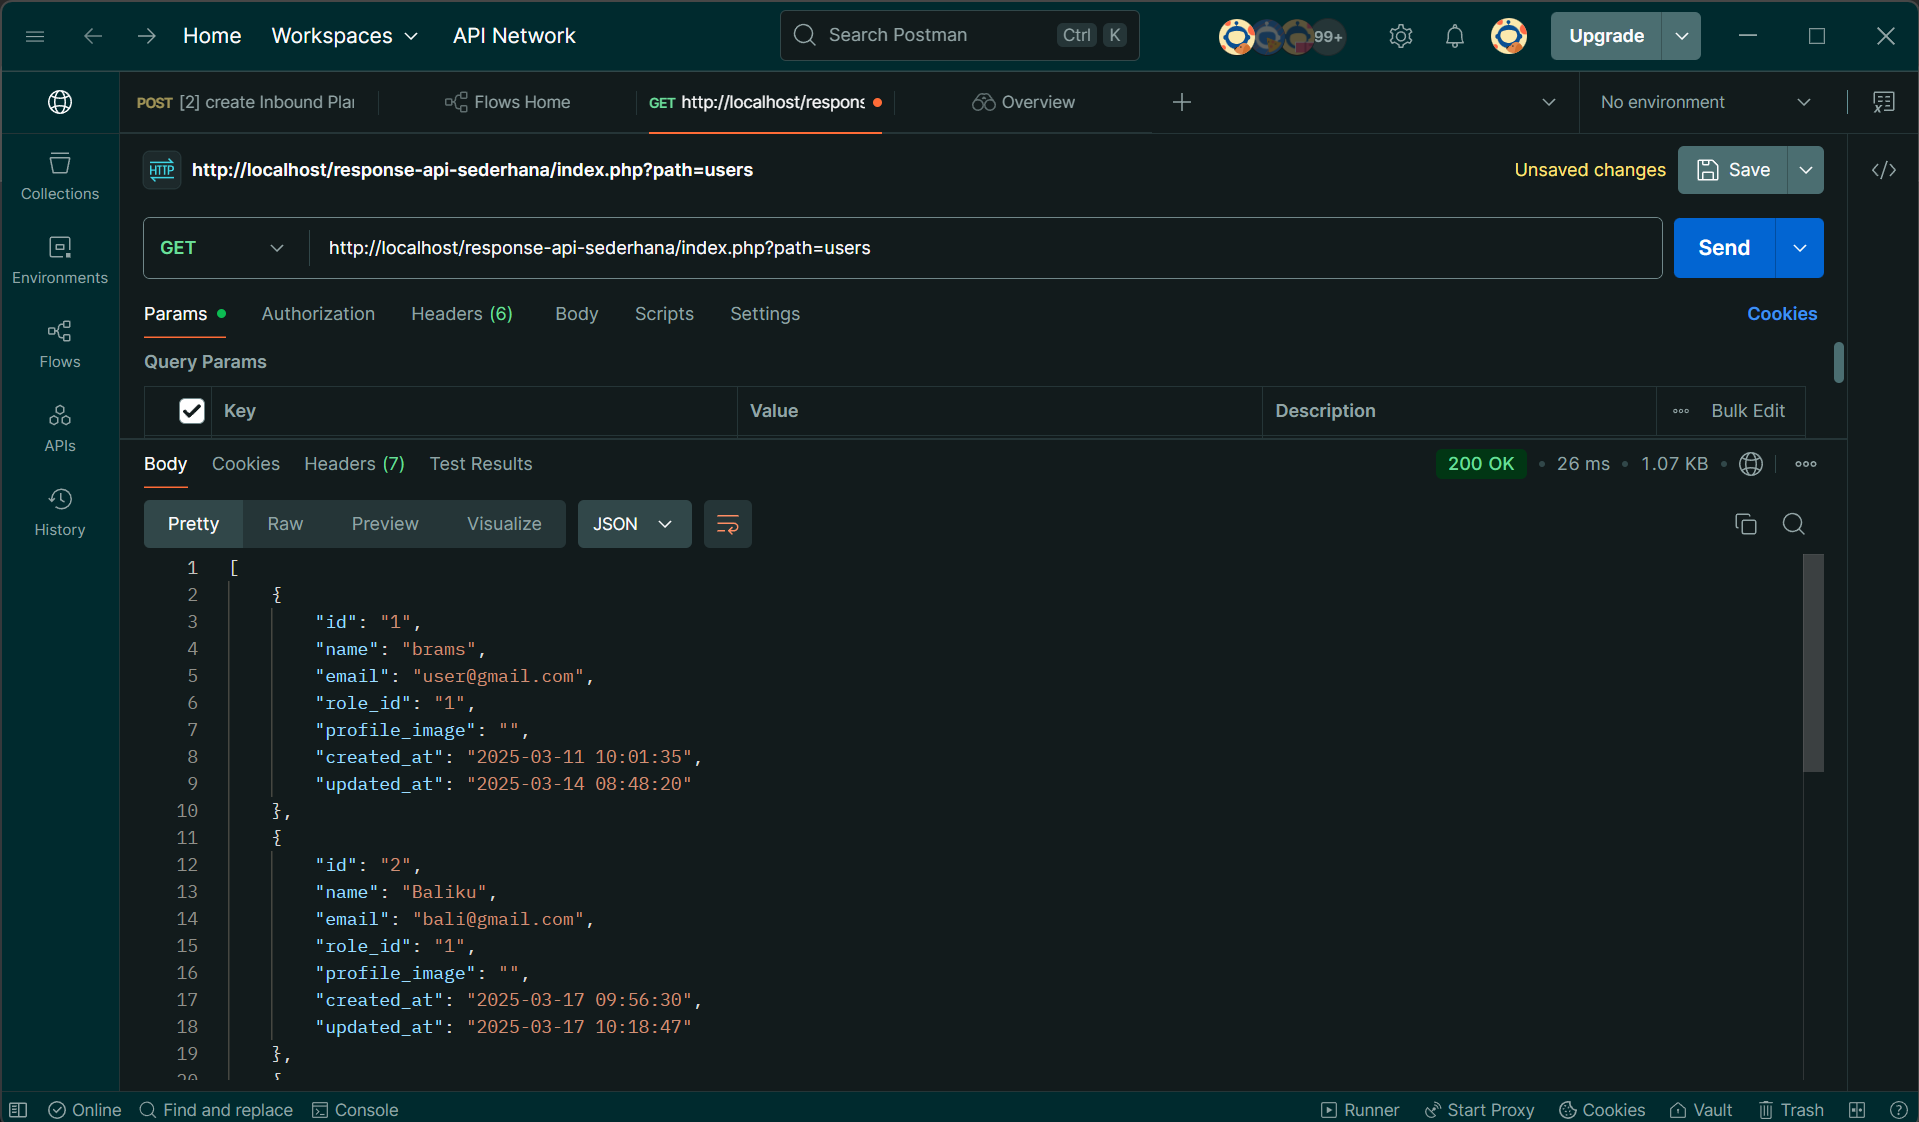 Home Workspaces API Network Search Postman Ctrl K 99+ Upgrade
POST [2] create Inbound Plan Flows Home GET http://localhost/respons Overview No environment
HTTP http://localhost/response-api-sederhana/index.php?path=users Unsaved changes Save
Collections
Environments
Flows
APIs
History
GET http://localhost/response-api-sederhana/index.php?path=users Send
Params Authorization Headers (6) Body Scripts Settings Cookies
Query Params
Key Value Description Bulk Edit
Body Cookies Headers (7) Test Results 200 OK • 26 ms • 1.07 KB •
Pretty Raw Preview Visualize JSON
1 [
2 {
3 "id": "1",
4 "name": "brams",
5 "email": "user@gmail.com",
6 "role_id": "1",
7 "profile_image": "",
8 "created_at": "2025-03-11 10:01:35",
9 "updated_at": "2025-03-14 08:48:20"
10 },
11 {
12 "id": "2",
13 "name": "Baliku",
14 "email": "bali@gmail.com",
15 "role_id": "1",
16 "profile_image": "",
17 "created_at": "2025-03-17 09:56:30",
18 "updated_at": "2025-03-17 10:18:47"
19 },
20 {
Online Find and replace Console Runner Start Proxy Cookies Vault Trash